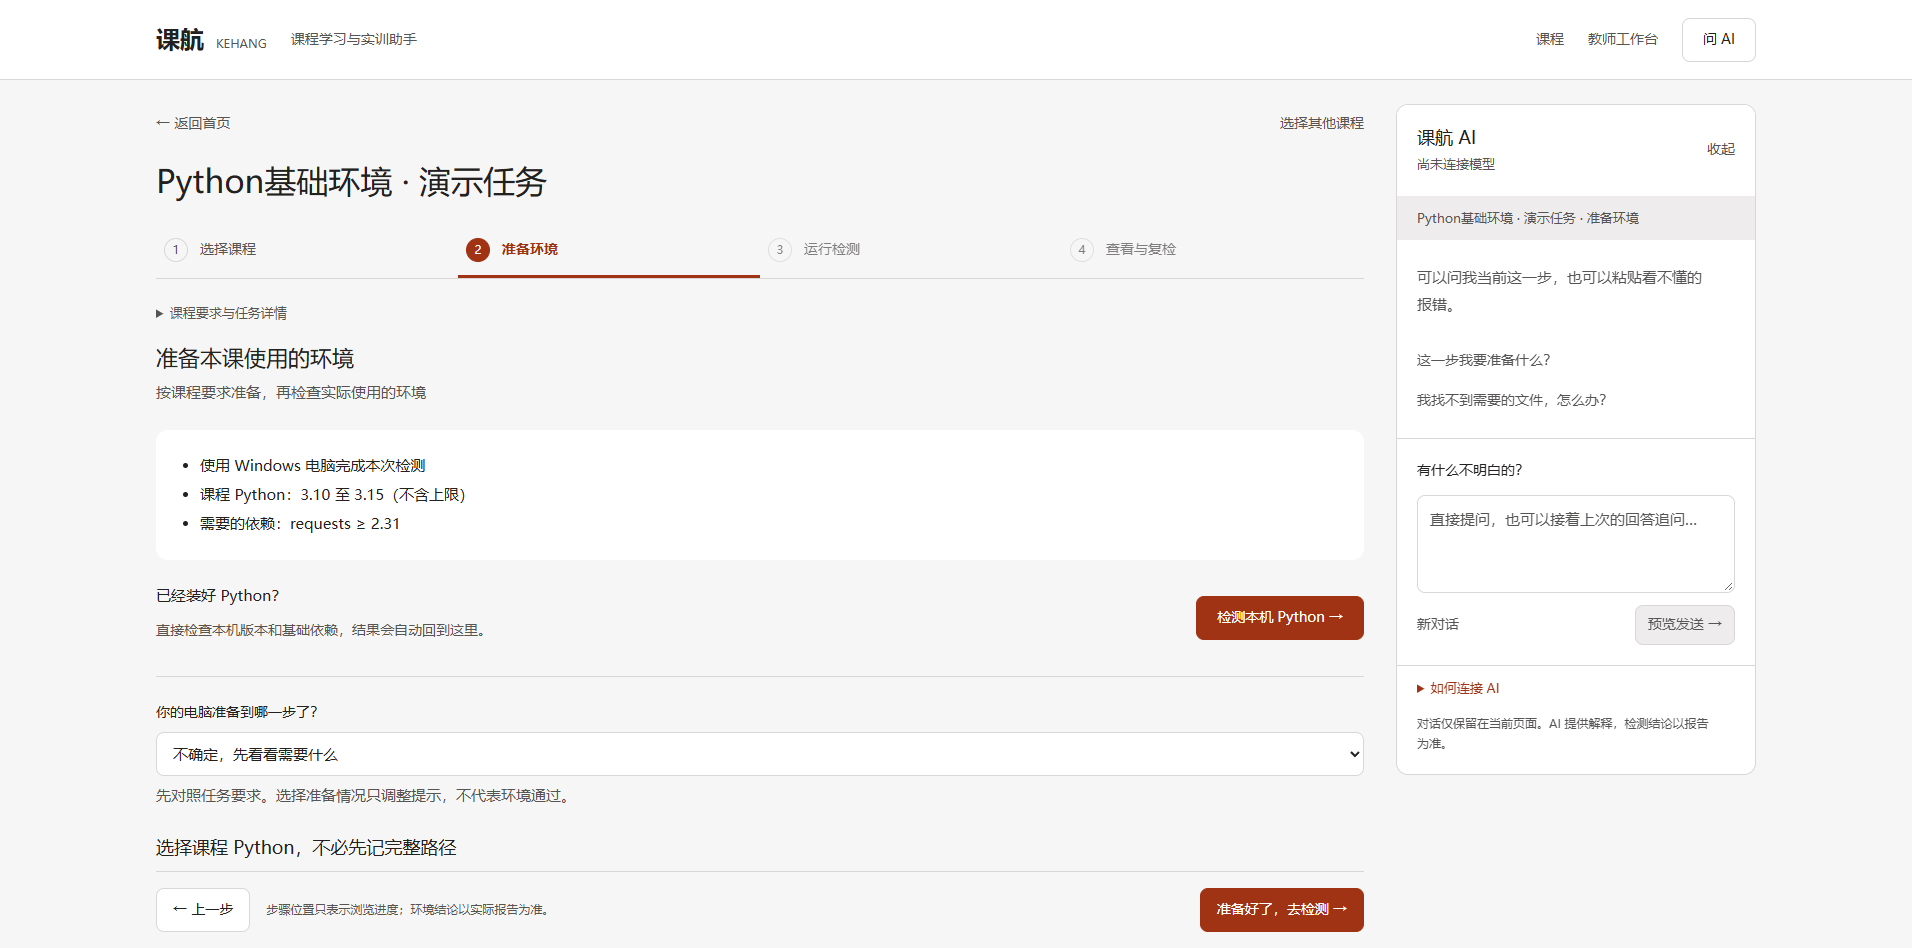 课航 KEHANG 课程学习与实训助手
课程 教师工作台 问 AI
← 返回首页
选择其他课程
Python基础环境 · 演示任务
1 选择课程
2 准备环境
3 运行检测
4 查看与复检
▶ 课程要求与任务详情
准备本课使用的环境
按课程要求准备，再检查实际使用的环境
• 使用 Windows 电脑完成本次检测
• 课程 Python：3.10 至 3.15（不含上限）
• 需要的依赖：requests ≥ 2.31
已经装好 Python？
直接检查本机版本和基础依赖，结果会自动回到这里。
检测本机 Python →
你的电脑准备到哪一步了？
不确定，先看看需要什么
先对照任务要求。选择准备情况只调整提示，不代表环境通过。
选择课程 Python，不必先记完整路径
← 上一步
步骤位置只表示浏览进度；环境结论以实际报告为准。
准备好了，去检测 →
课航 AI
尚未连接模型
收起
Python基础环境 · 演示任务 · 准备环境
可以问我当前这一步，也可以粘贴看不懂的
报错。
这一步我要准备什么？
我找不到需要的文件，怎么办？
有什么不明白的？
直接提问，也可以接着上次的回答追问...
新对话
预览发送 →
▶ 如何连接 AI
对话仅保留在当前页面。AI 提供解释，检测结论以报告
为准。